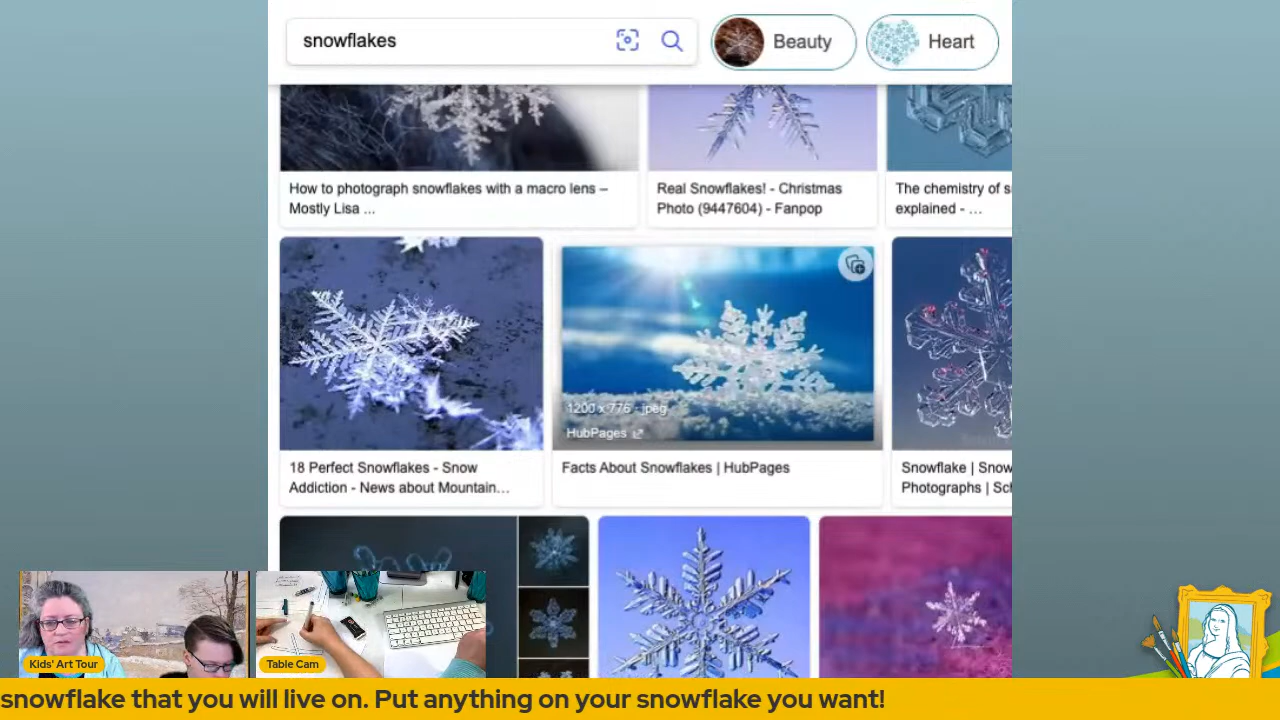 snowflakes
Beauty
Heart
How to photograph snowflakes with a macro lens –
Mostly Lisa ...
Real Snowflakes! - Christmas
Photo (9447604) - Fanpop
The chemistry of s
explained - ...
1200 x 776 · jpeg
HubPages
18 Perfect Snowflakes - Snow
Addiction - News about Mountain...
Facts About Snowflakes | HubPages
Snowflake | Snow
Photographs | Sc
Kids' Art Tour
Table Cam
snowflake that you will live on. Put anything on your snowflake you want!